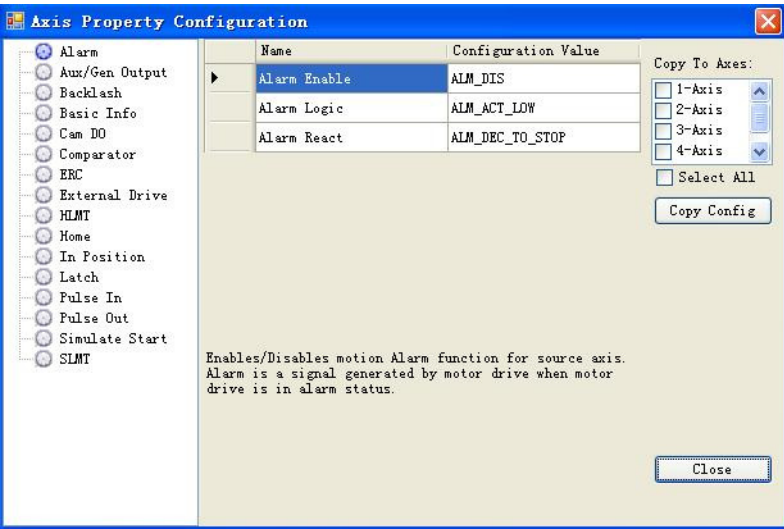 Axis Property Configuration
Alarm
Aux/Gen Output
Backlash
Basic Info
Cam DO
Comparator
ERC
External Drive
HLMT
Home
In Position
Latch
Pulse In
Pulse Out
Simulate Start
SLMT
Name Configuration Value
Alarm Enable ALM_DIS
Alarm Logic ALM_ACT_LOW
Alarm React ALM_DEC_TO_STOP
Enables/Disables motion Alarm function for source axis.
Alarm is a signal generated by motor drive when motor
drive is in alarm status.
Copy To Axes:
1-Axis
2-Axis
3-Axis
4-Axis
Select All
Copy Config
Close